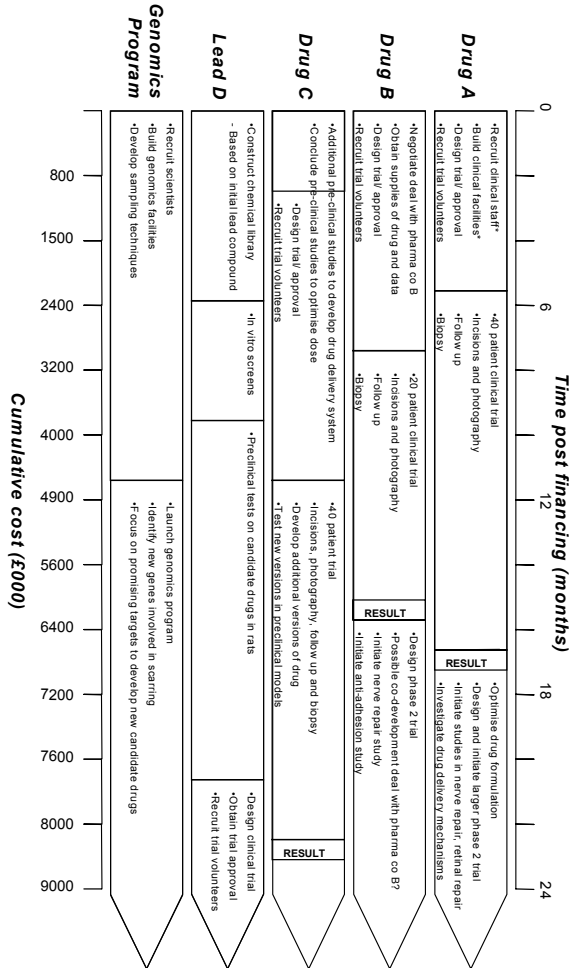 Time post financing (months)
0
6
12
18
24
Drug A
•Recruit clinical staff*
•Build clinical facilities*
•Design trial/ approval
•Recruit trial volunteers
•40 patient clinical trial
•Incisions and photography
•Follow up
•Biopsy
RESULT
•Optimise drug formulation
•Design and initiate larger phase 2 trial
•Initiate studies in nerve repair, retinal repair
•Investigate drug delivery mechanisms
Drug B
•Negotiate deal with pharma co B
•Obtain supplies of drug and data
•Design trial/ approval
•Recruit trial volunteers
•20 patient clinical trial
•Incisions and photography
•Follow up
•Biopsy
RESULT
•Design phase 2 trial
•Possible co-development deal with pharma co B?
•Initiate nerve repair study
•Initiate anti-adhesion study
Drug C
•Additional pre-clinical studies to develop drug delivery system
•Conclude pre-clinical studies to optimise dose
•Design trial/ approval
•Recruit trial volunteers
•40 patient trial
•Incisions, photography, follow up and biopsy
•Develop additional versions of drug
•Test new versions in preclinical models
RESULT
Lead D
•Construct chemical library
- Based on initial lead compound
•In vitro screens
•Preclinical tests on candidate drugs in rats
•Design clinical trial
•Obtain trial approval
•Recruit trial volunteers
Genomics
Program
•Recruit scientists
•Build genomics facilities
•Develop sampling techniques
•Launch genomics program
•Identify new genes involved in scarring
•Focus on promising targets to develop new candidate drugs
800
1500
2400
3200
4000
4900
5600
6400
7200
7600
8000
9000
Cumulative cost (£000)